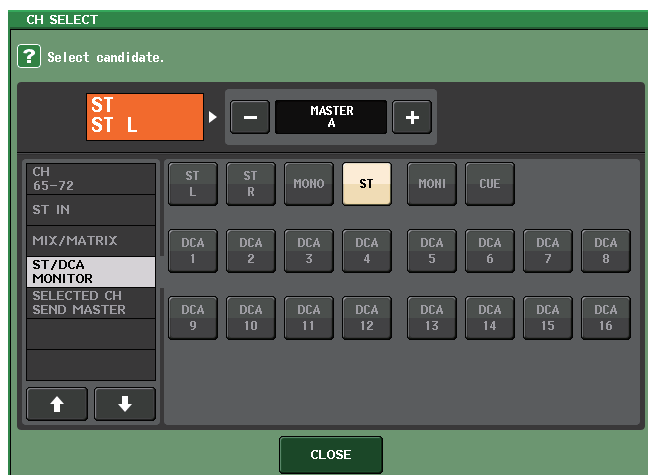 CH SELECT
?
Select candidate.
ST
ST L
−
MASTER
A
+
CH
65-72
ST IN
MIX/MATRIX
ST/DCA
MONITOR
SELECTED CH
SEND MASTER
ST
L
ST
R
MONO
ST
MONI
CUE
DCA
1
DCA
2
DCA
3
DCA
4
DCA
5
DCA
6
DCA
7
DCA
8
DCA
9
DCA
10
DCA
11
DCA
12
DCA
13
DCA
14
DCA
15
DCA
16
CLOSE